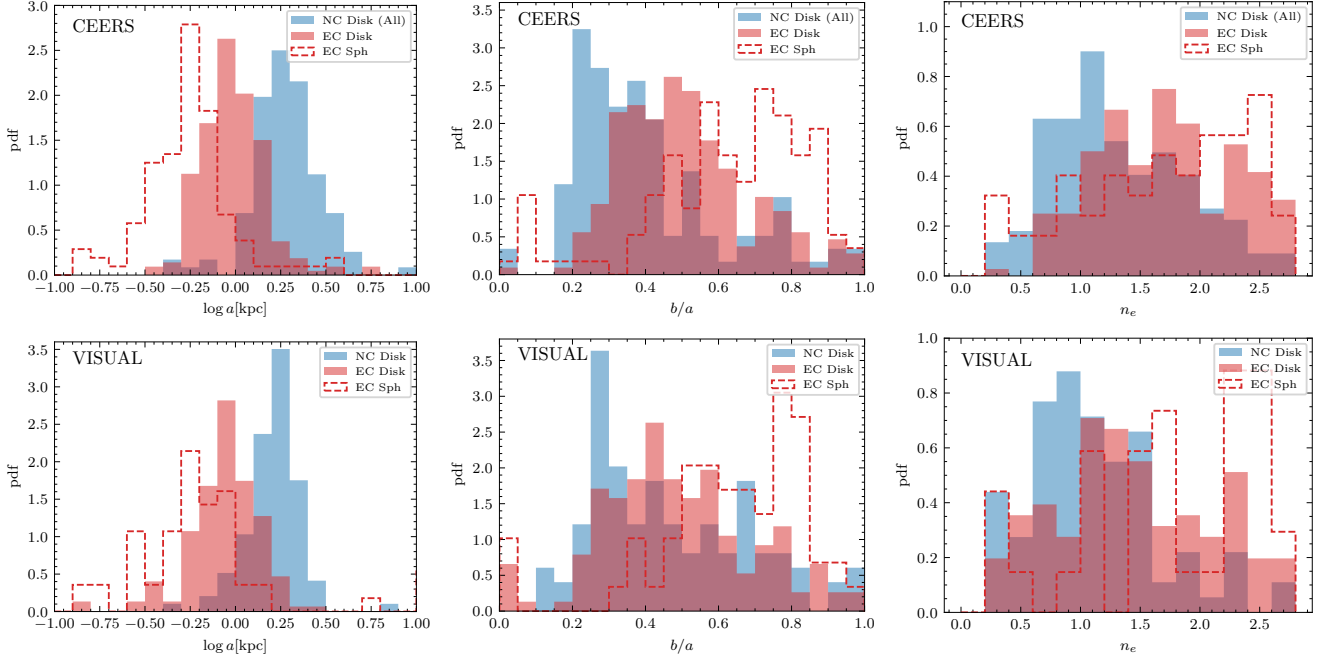 CEERS
NC Disk (All)
EC Disk
EC Sph
pdf
0.0
0.5
1.0
1.5
2.0
2.5
3.0
−1.00 −0.75 −0.50 −0.25 0.00 0.25 0.50 0.75 1.00
log a[kpc]
CEERS
NC Disk (All)
EC Disk
EC Sph
pdf
0.0
0.5
1.0
1.5
2.0
2.5
3.0
3.5
0.0 0.2 0.4 0.6 0.8 1.0
b/a
CEERS
NC Disk (All)
EC Disk
EC Sph
pdf
0.0
0.2
0.4
0.6
0.8
1.0
0.0 0.5 1.0 1.5 2.0 2.5
nₑ
VISUAL
NC Disk
EC Disk
EC Sph
pdf
0.0
0.5
1.0
1.5
2.0
2.5
3.0
3.5
−1.00 −0.75 −0.50 −0.25 0.00 0.25 0.50 0.75 1.00
log a[kpc]
VISUAL
NC Disk
EC Disk
EC Sph
pdf
0.0
0.5
1.0
1.5
2.0
2.5
3.0
3.5
0.0 0.2 0.4 0.6 0.8 1.0
b/a
VISUAL
NC Disk
EC Disk
EC Sph
pdf
0.0
0.2
0.4
0.6
0.8
1.0
0.0 0.5 1.0 1.5 2.0 2.5
nₑ